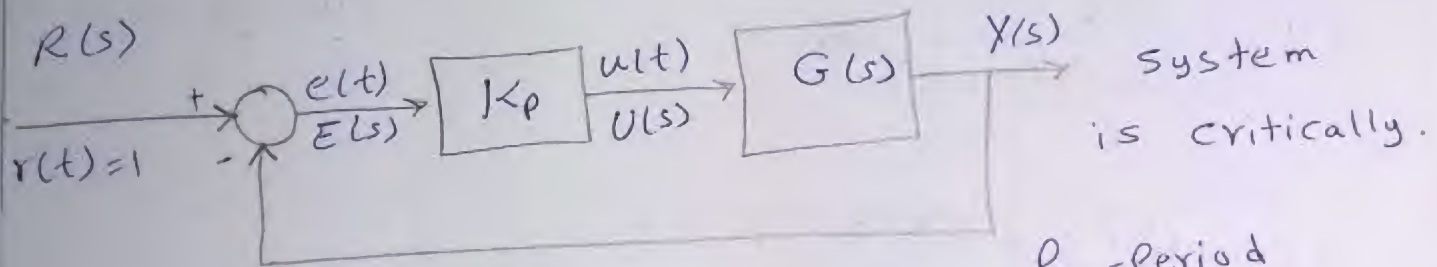 R(s)
r(t)=1
+
-
e(t)
E(s)
Kp
u(t)
U(s)
G(s)
Y(s)
system
is critically.
Period